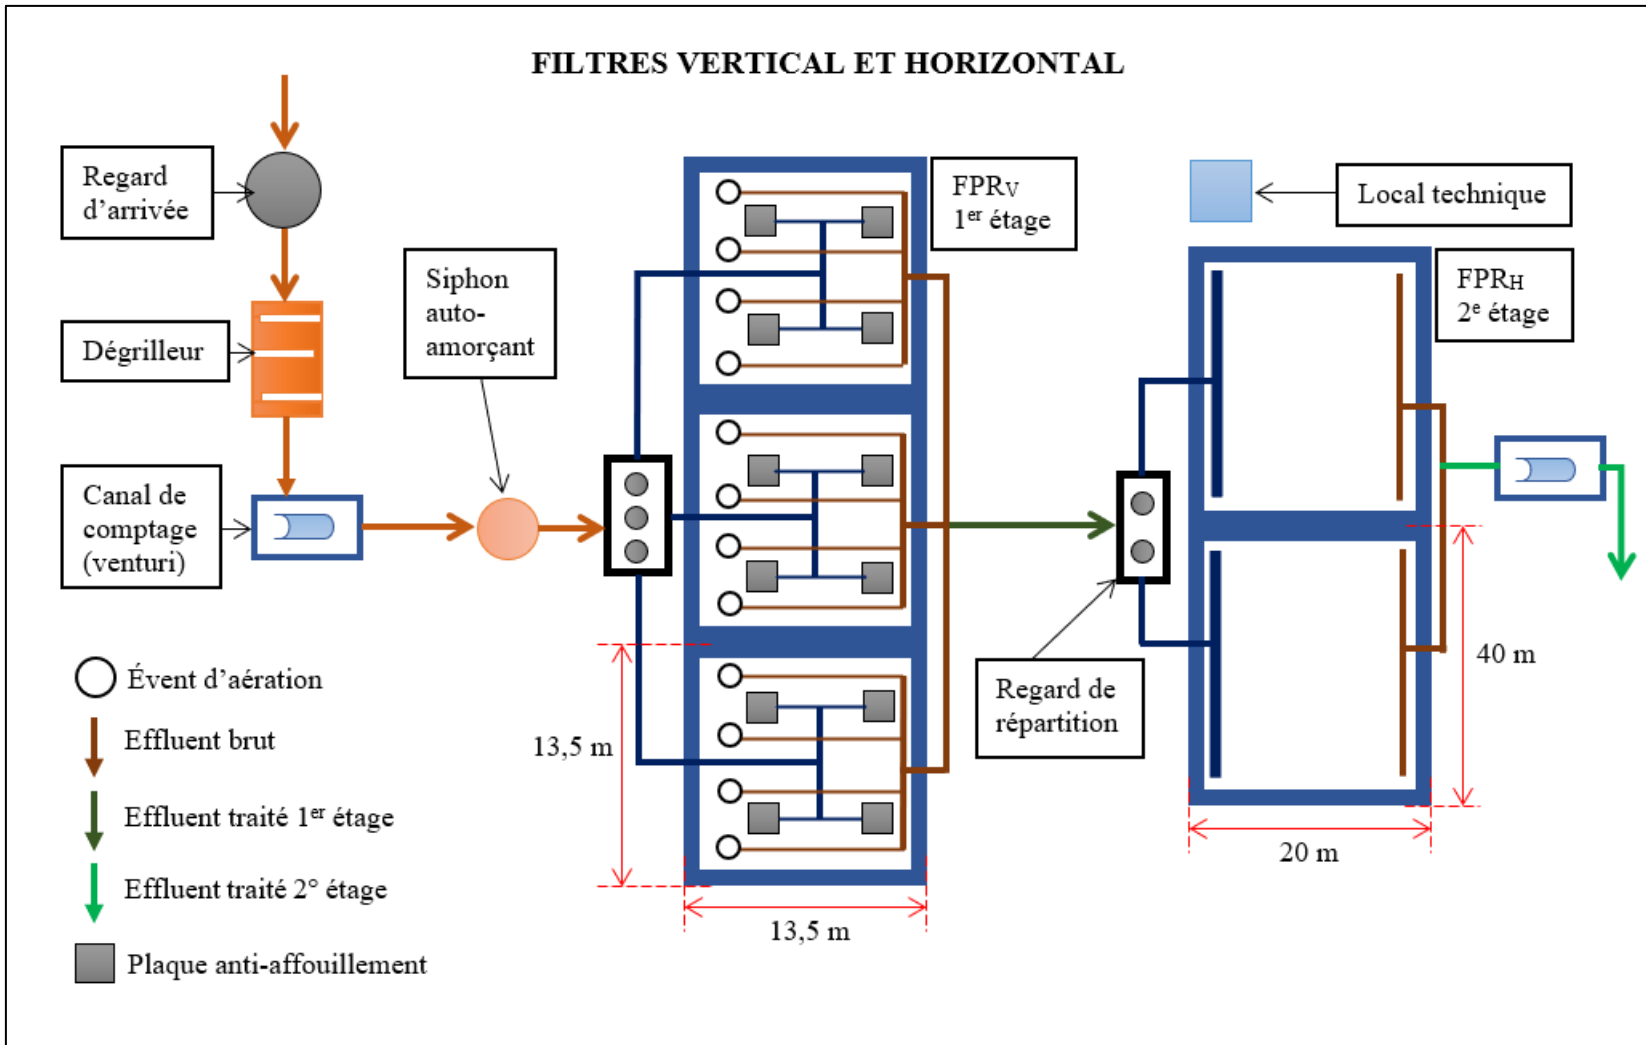 FILTRES VERTICAL ET HORIZONTAL
Regard
d’arrivée
Dégrilleur
Canal de
comptage
(venturi)
Siphon
auto-
amorçant
FPRV
1er étage
Local technique
FPRH
2e étage
Regard de
répartition
13,5 m
13,5 m
40 m
20 m
Évent d’aération
Effluent brut
Effluent traité 1er étage
Effluent traité 2° étage
Plaque anti-affouillement